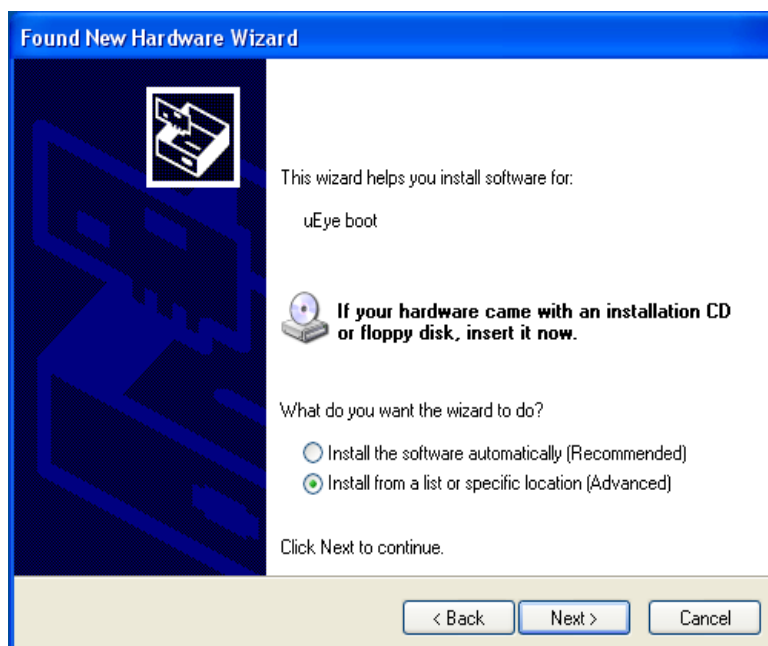 Found New Hardware Wizard
This wizard helps you install software for:
uEye boot
If your hardware came with an installation CD
or floppy disk, insert it now.
What do you want the wizard to do?
Install the software automatically (Recommended)
Install from a list or specific location (Advanced)
Click Next to continue.
< Back
Next >
Cancel